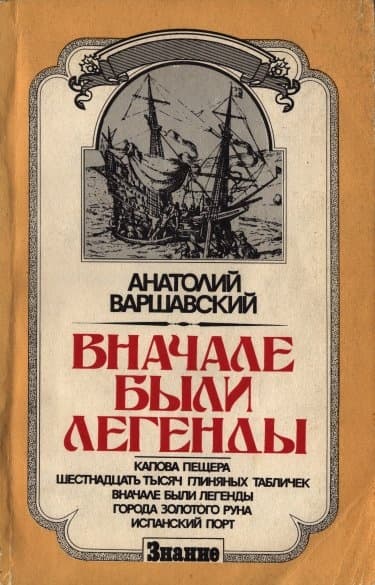 АНАТОЛИЙ
ВАРШАВСКИЙ
ВНАЧАЛЕ
БЫЛИ
ЛЕГЕНДЫ
КАПОВА ПЕЩЕРА
ШЕСТНАДЦАТЬ ТЫСЯЧ ГЛИНЯНЫХ ТАБЛИЧЕК
ВНАЧАЛЕ БЫЛИ ЛЕГЕНДЫ
ГОРОДА ЗОЛОТОГО РУНА
ИСПАНСКИЙ ПОРТ
Знание